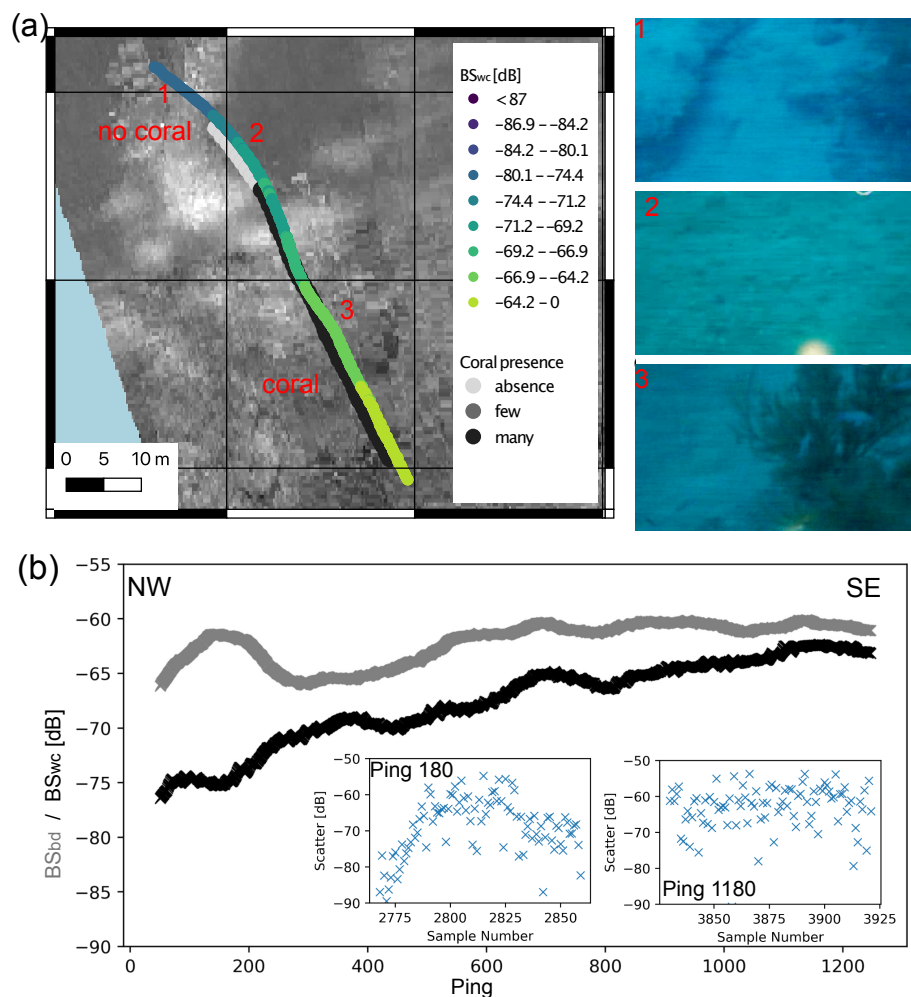 (a)
1
no coral
2
3
coral
0 5 10 m
BSwc [dB]
<87
−86.9 – −84.2
−84.2 – −80.1
−80.1 – −74.4
−74.4 – −71.2
−71.2 – −69.2
−69.2 – −66.9
−66.9 – −64.2
−64.2 – 0
Coral presence
absence
few
many
1
2
3
(b)
NW
SE
−55
−60
−65
−70
−75
−80
−85
−90
BSbd / BSwc [dB]
0 200 400 600 800 1000 1200
Ping
Ping 180
−50
−60
−70
−80
−90
Scatter [dB]
2775 2800 2825 2850
Sample Number
Ping 1180
−50
−60
−70
−80
−90
Scatter [dB]
3850 3875 3900 3925
Sample Number